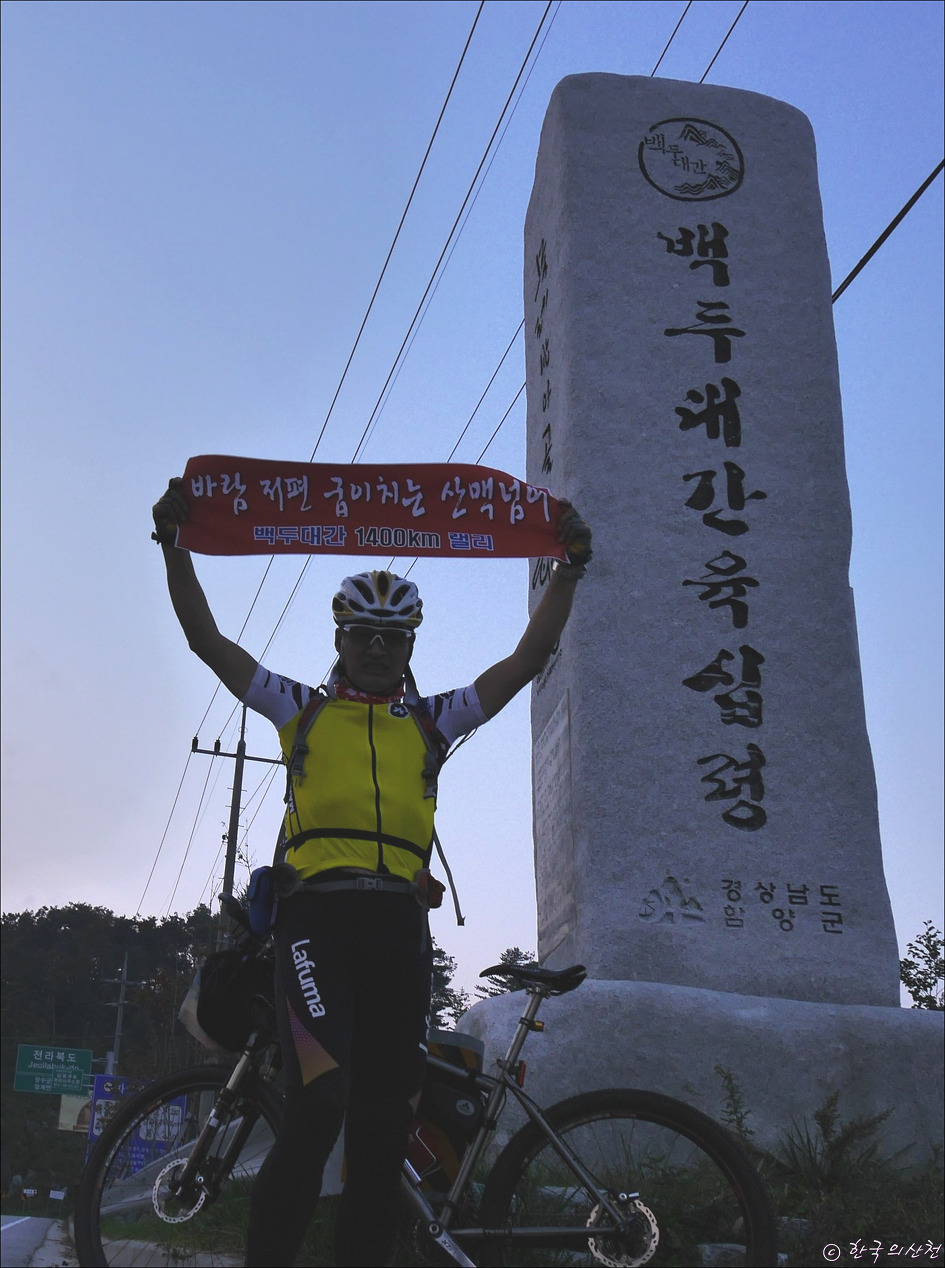 백두
대간
백두대간육십령
경상남도
함양군
바람 저편 굽이치는 산맥넘어
백두대간 1400km 랠리
Lafuma
전라북도
Jeollabuk-do
© 한국의산천